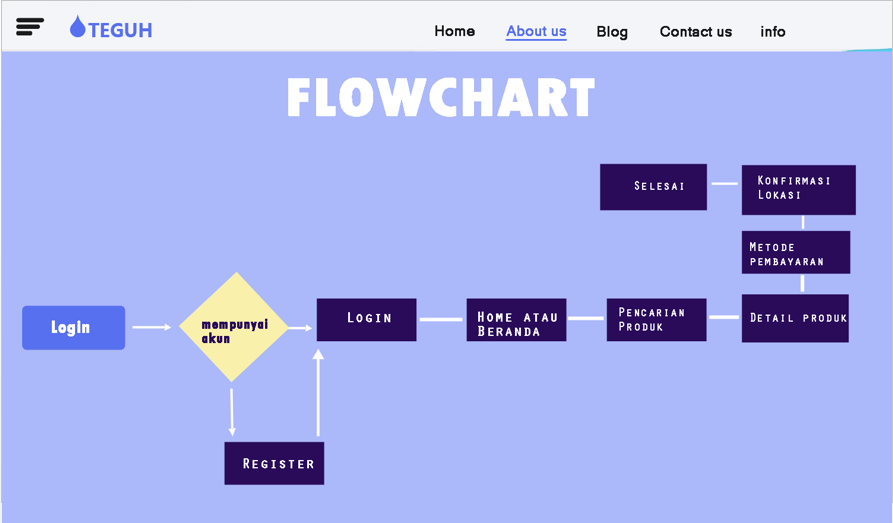 TEGUH
Home About us Blog Contact us info
FLOWCHART
Selesai
Konfirmasi
Lokasi
Metode
pembayaran
Login
mempunyai
akun
Login
Home atau
Beranda
Pencarian
Produk
Detail produk
Register